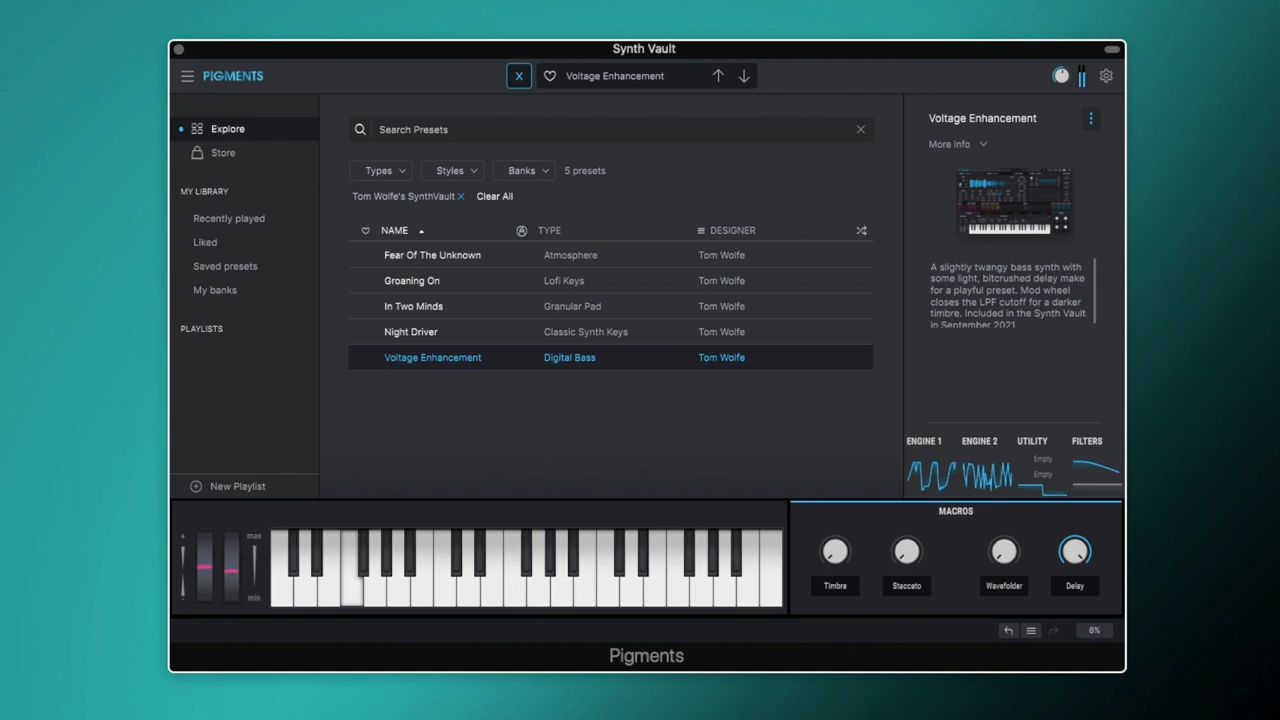 Synth Vault
PIGMENTS
X
Voltage Enhancement
Explore
Store
MY LIBRARY
Recently played
Liked
Saved presets
My banks
PLAYLISTS
New Playlist
Search Presets
Types Styles Banks 5 presets
Tom Wolfe's SynthVault X Clear All
NAME TYPE DESIGNER
Fear Of The Unknown Atmosphere Tom Wolfe
Groaning On Lofi Keys Tom Wolfe
In Two Minds Granular Pad Tom Wolfe
Night Driver Classic Synth Keys Tom Wolfe
Voltage Enhancement Digital Bass Tom Wolfe
Voltage Enhancement
More info
A slightly twangy bass synth with
some light, bitcrushed delay make
for a playful preset. Mod wheel
closes the LPF cutoff for a darker
timbre. Included in the Synth Vault
in September 2021.
ENGINE 1 ENGINE 2 UTILITY FILTERS
Empty
Empty
+
-
max
min
MACROS
Timbre Staccato Wavefolder Delay
6%
Pigments